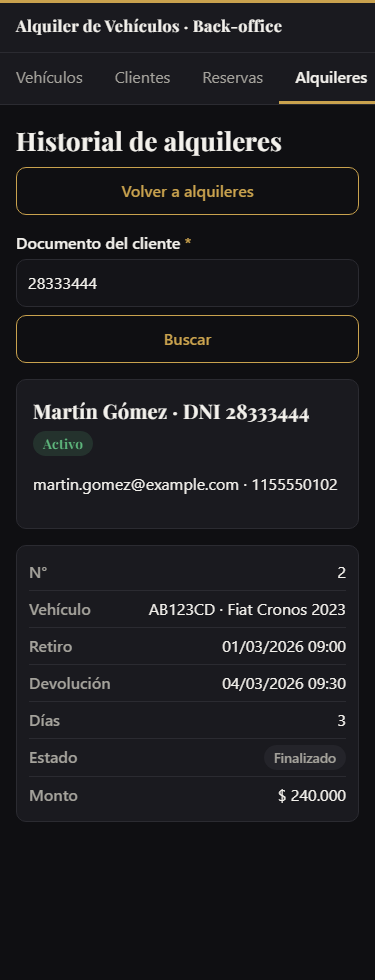 Alquiler de Vehículos · Back-office
Vehículos Clientes Reservas Alquileres
Historial de alquileres
Volver a alquileres
Documento del cliente *
28333444
Buscar
Martín Gómez · DNI 28333444
Activo
martin.gomez@example.com · 1155550102
N° 2
Vehículo AB123CD · Fiat Cronos 2023
Retiro 01/03/2026 09:00
Devolución 04/03/2026 09:30
Días 3
Estado Finalizado
Monto $ 240.000